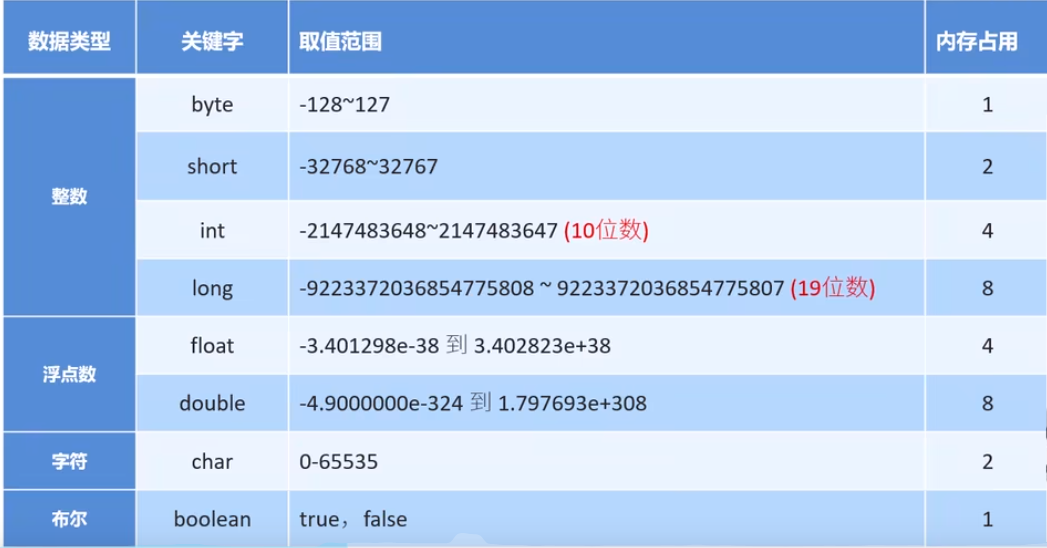 数据类型 关键字 取值范围 内存占用
整数 byte -128~127 1
short -32768~32767 2
int -2147483648~2147483647 (10位数) 4
long -9223372036854775808 ~ 9223372036854775807 (19位数) 8
浮点数 float -3.401298e-38 到 3.402823e+38 4
double -4.9000000e-324 到 1.797693e+308 8
字符 char 0-65535 2
布尔 boolean true，false 1